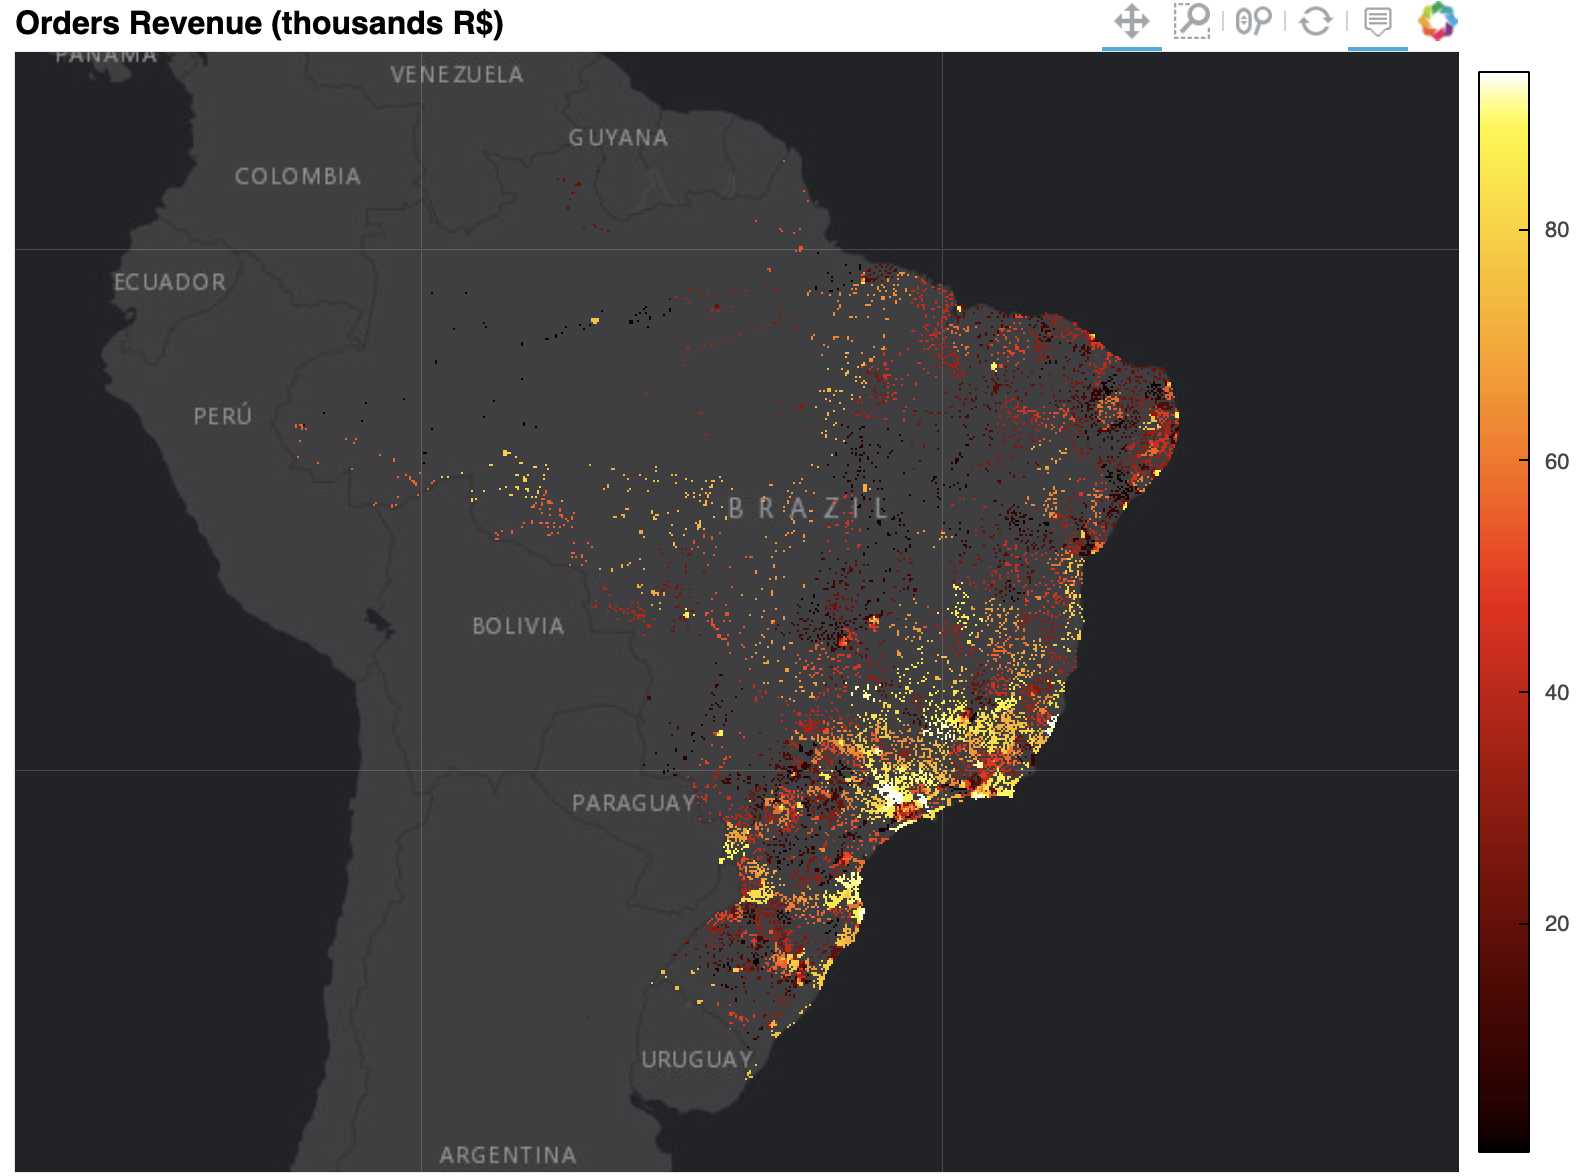 Orders Revenue (thousands R$)
PANAMA
VENEZUELA
GUYANA
COLOMBIA
80
ECUADOR
PERÚ
60
BRAZIL
BOLIVIA
40
PARAGUAY
20
URUGUAY
ARGENTINA